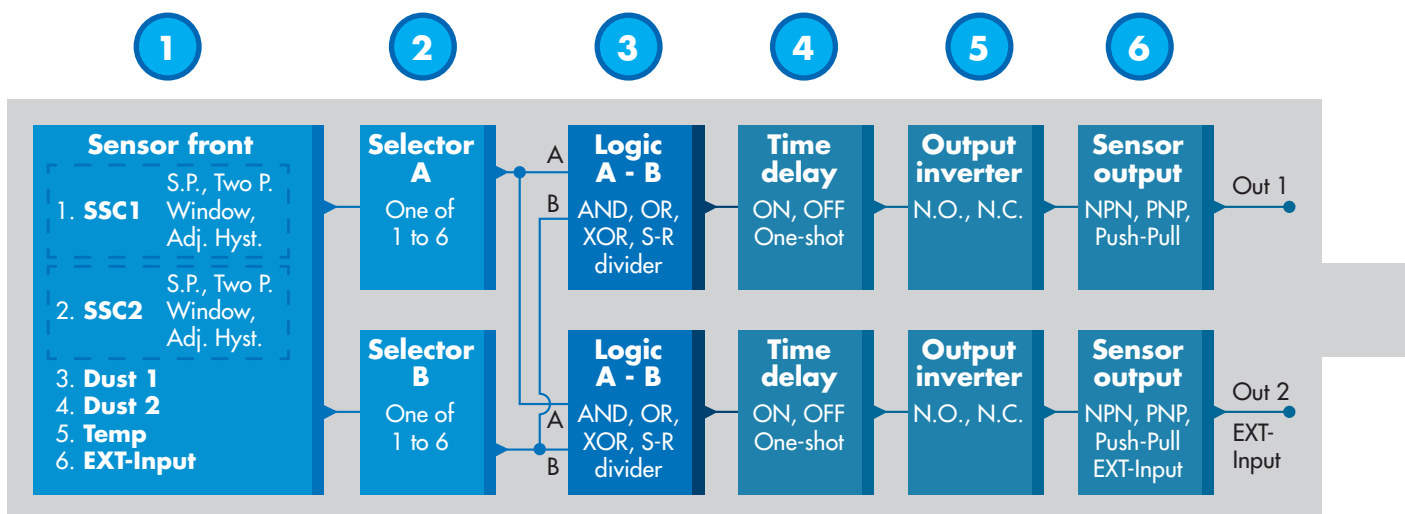 1
2
3
4
5
6
Sensor front
1. SSC1
S.P., Two P.
Window,
Adj. Hyst.
2. SSC2
S.P., Two P.
Window,
Adj. Hyst.
3. Dust 1
4. Dust 2
5. Temp
6. EXT-Input
Selector
A
One of
1 to 6
Selector
B
One of
1 to 6
A
B
A
B
Logic
A - B
AND, OR,
XOR, S-R
divider
Time
delay
ON, OFF
One-shot
Output
inverter
N.O., N.C.
Sensor
output
NPN, PNP,
Push-Pull
Out 1
Logic
A - B
AND, OR,
XOR, S-R
divider
Time
delay
ON, OFF
One-shot
Output
inverter
N.O., N.C.
Sensor
output
NPN, PNP,
Push-Pull
EXT-Input
Out 2
EXT-
Input